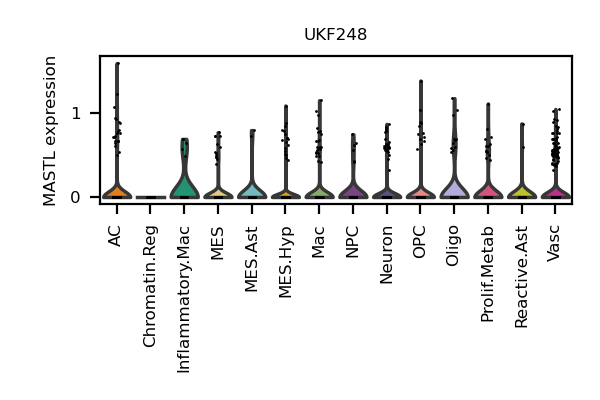 UKF248
MASTL expression
1
0
AC
Chromatin.Reg
Inflammatory.Mac
MES
MES.Ast
MES.Hyp
Mac
NPC
Neuron
OPC
Oligo
Prolif.Metab
Reactive.Ast
Vasc